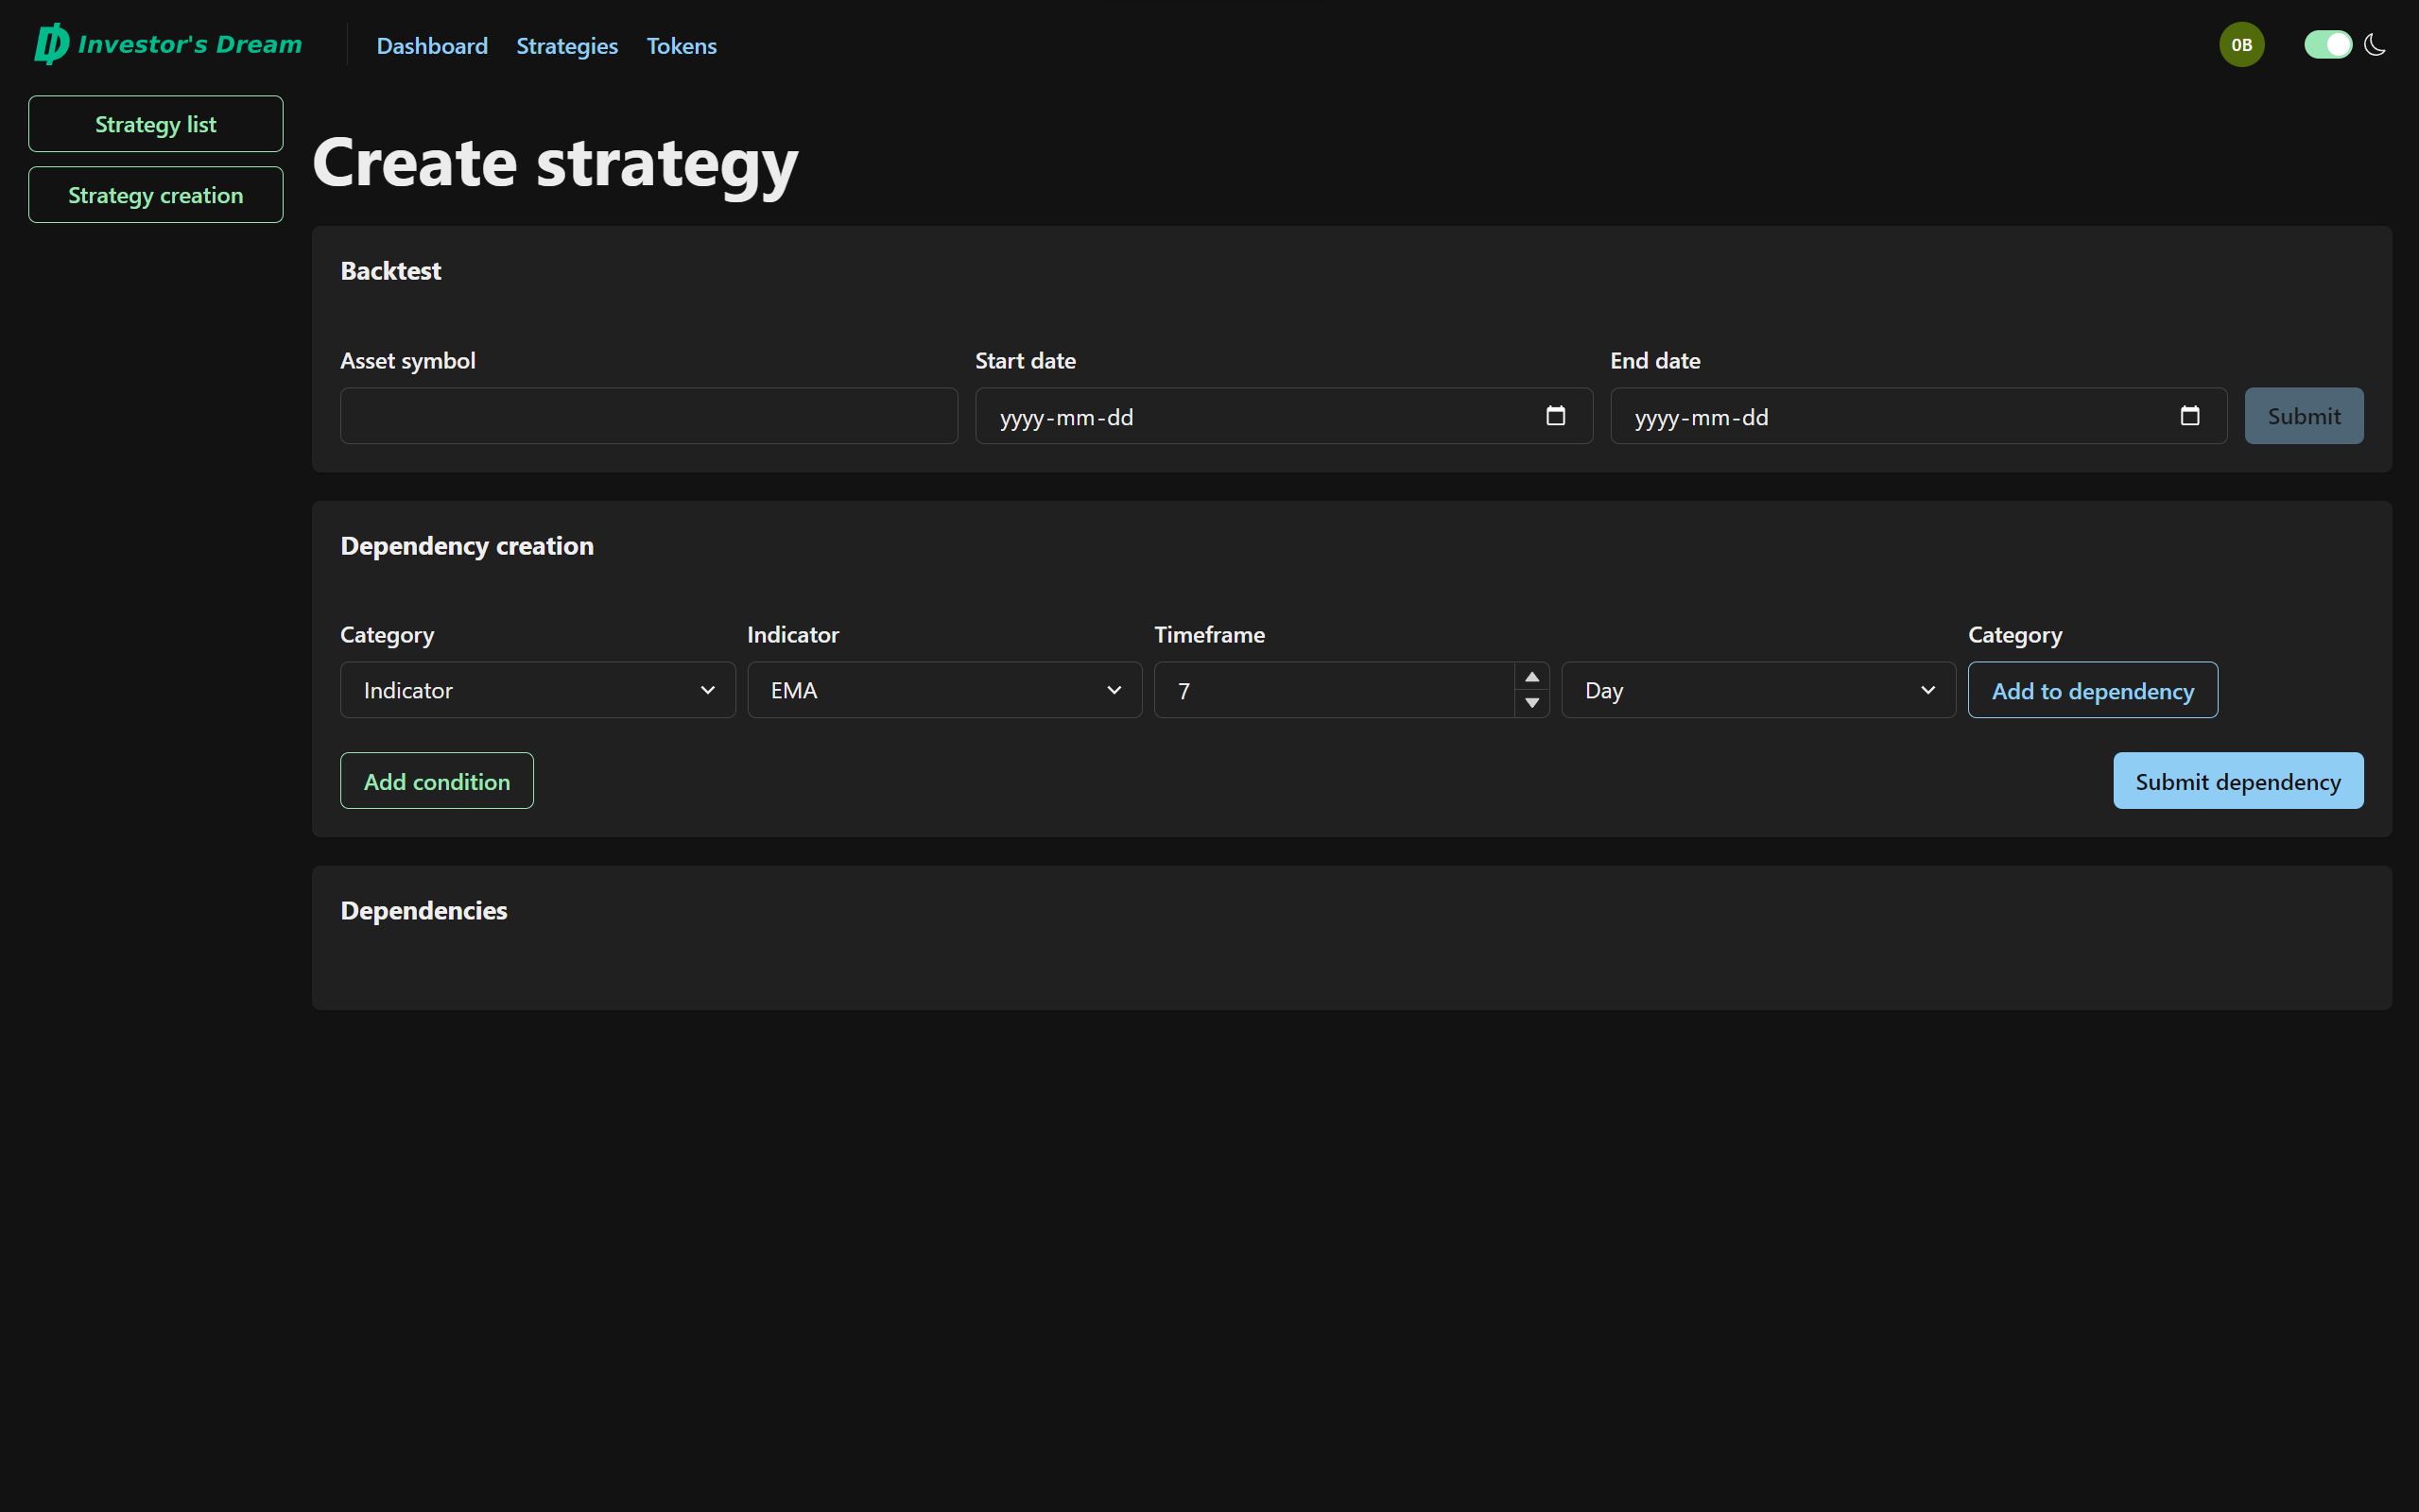 Investor's Dream
Dashboard Strategies Tokens
0B
Strategy list
Strategy creation
Create strategy
Backtest
Asset symbol Start date End date
yyyy-mm-dd yyyy-mm-dd Submit
Dependency creation
Category Indicator Timeframe Category
Indicator EMA 7 Day Add to dependency
Add condition Submit dependency
Dependencies